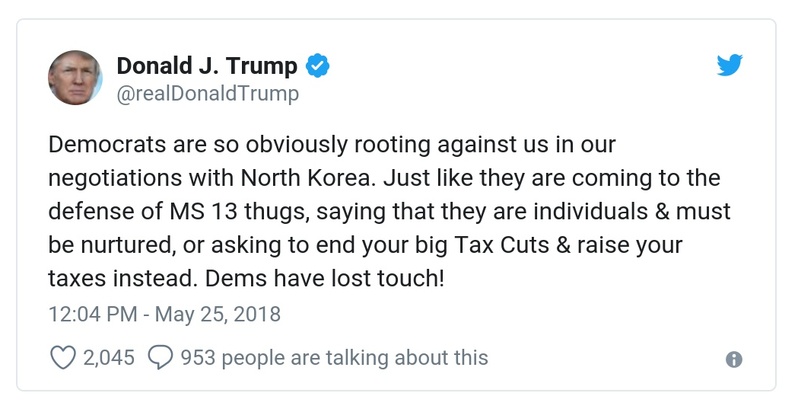 Donald J. Trump
@realDonaldTrump
Democrats are so obviously rooting against us in our
negotiations with North Korea. Just like they are coming to the
defense of MS 13 thugs, saying that they are individuals & must
be nurtured, or asking to end your big Tax Cuts & raise your
taxes instead. Dems have lost touch!
12:04 PM - May 25, 2018
2,045 953 people are talking about this